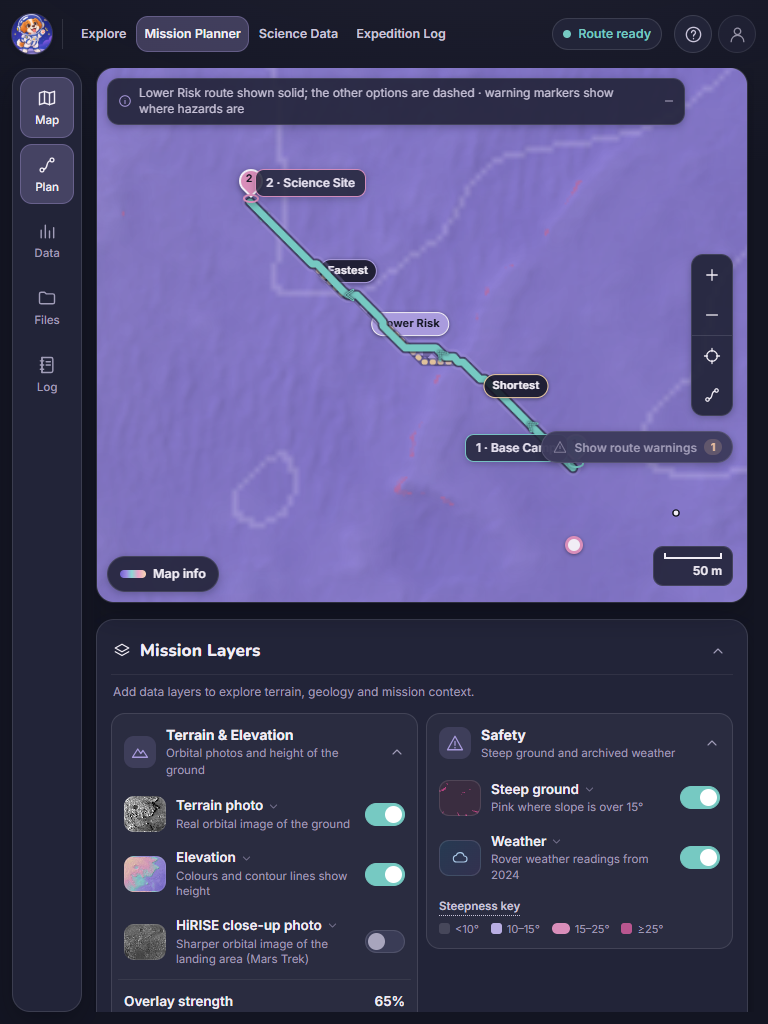 Explore Mission Planner Science Data Expedition Log Route ready
Map
Plan
Data
Files
Log
Lower Risk route shown solid; the other options are dashed · warning markers show
where hazards are
2
2 · Science Site
Fastest
Lower Risk
Shortest
1 · Base
Show route warnings 1
Map info
50 m
Mission Layers
Add data layers to explore terrain, geology and mission context.
Terrain & Elevation
Orbital photos and height of the
ground
Terrain photo
Real orbital image of the ground
Elevation
Colours and contour lines show
height
HiRISE close-up photo
Sharper orbital image of the
landing area (Mars Trek)
Overlay strength 65%
Safety
Steep ground and archived weather
Steep ground
Pink where slope is over 15°
Weather
Rover weather readings from
2024
Steepness key
<10° 10–15° 15–25° ≥25°